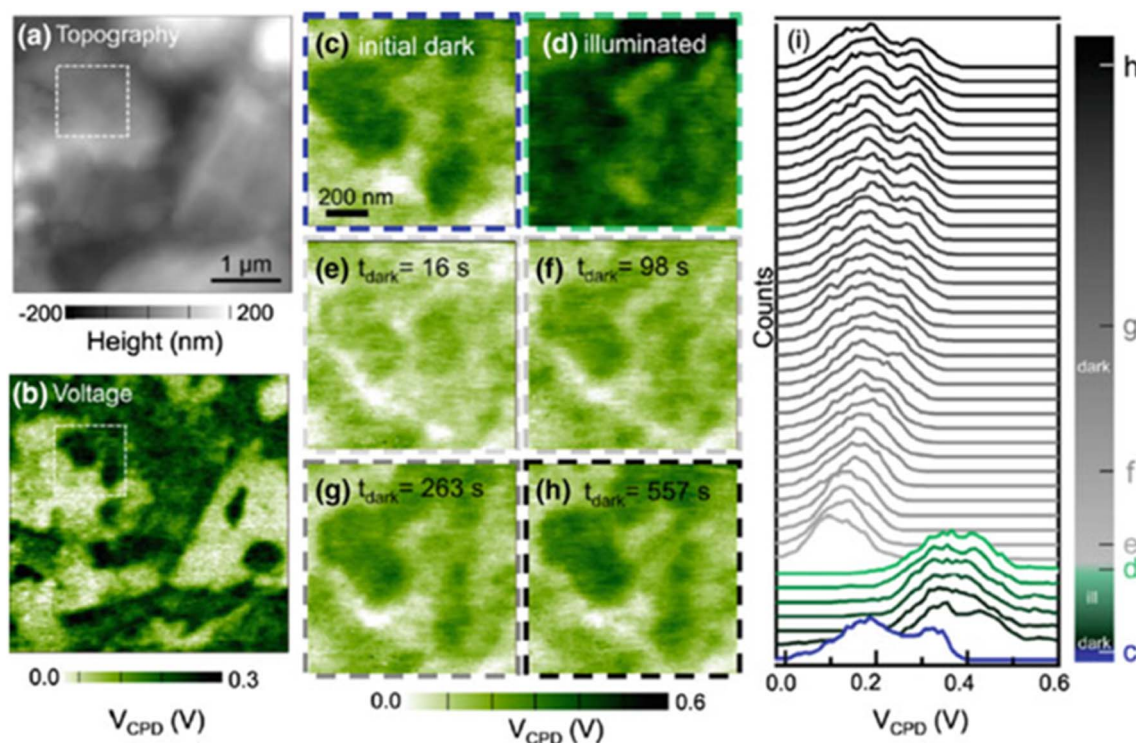 (a) Topography
1 µm
-200 200
Height (nm)
(b) Voltage
0.0 0.3
V_CPD (V)
(c) initial dark
200 nm
(d) illuminated
(e) t_dark = 16 s
(f) t_dark = 98 s
(g) t_dark = 263 s
(h) t_dark = 557 s
0.0 0.6
V_CPD (V)
(i)
Counts
0.0 0.2 0.4 0.6
V_CPD (V)
h
g
dark
f
e
d
ill
dark
c